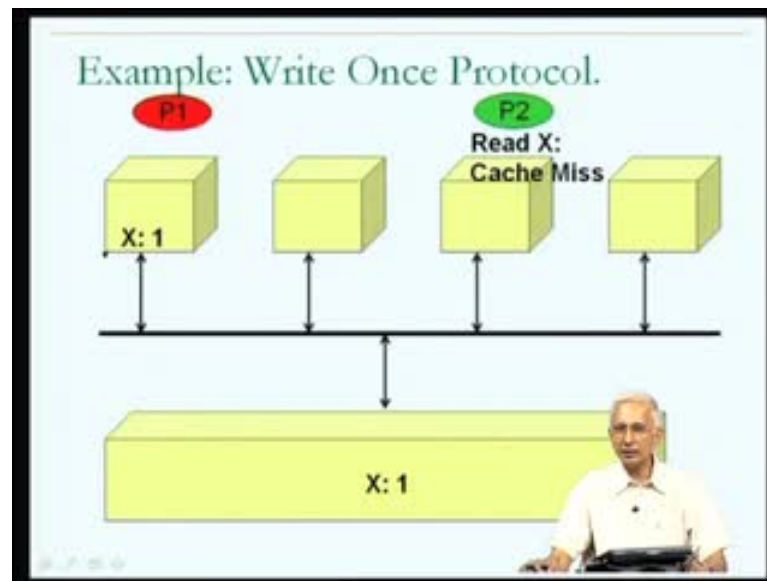 Example: Write Once Protocol.
P1
P2
Read X:
Cache Miss
X: 1
X: 1